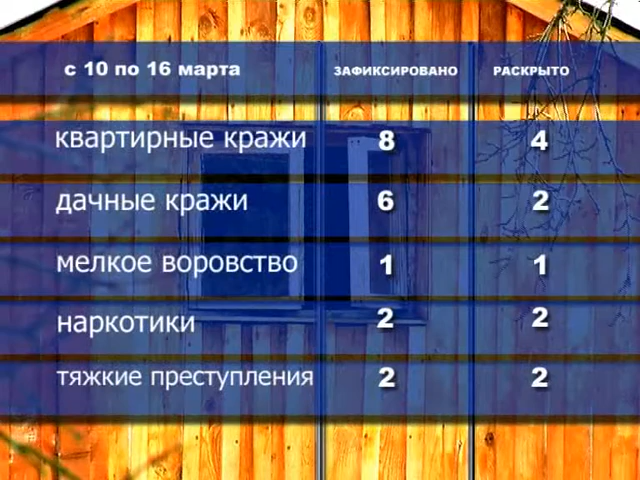 с 10 по 16 марта ЗАФИКСИРОВАНО РАСКРЫТО
квартирные кражи 8 4
дачные кражи 6 2
мелкое воровство 1 1
наркотики 2 2
тяжкие преступления 2 2